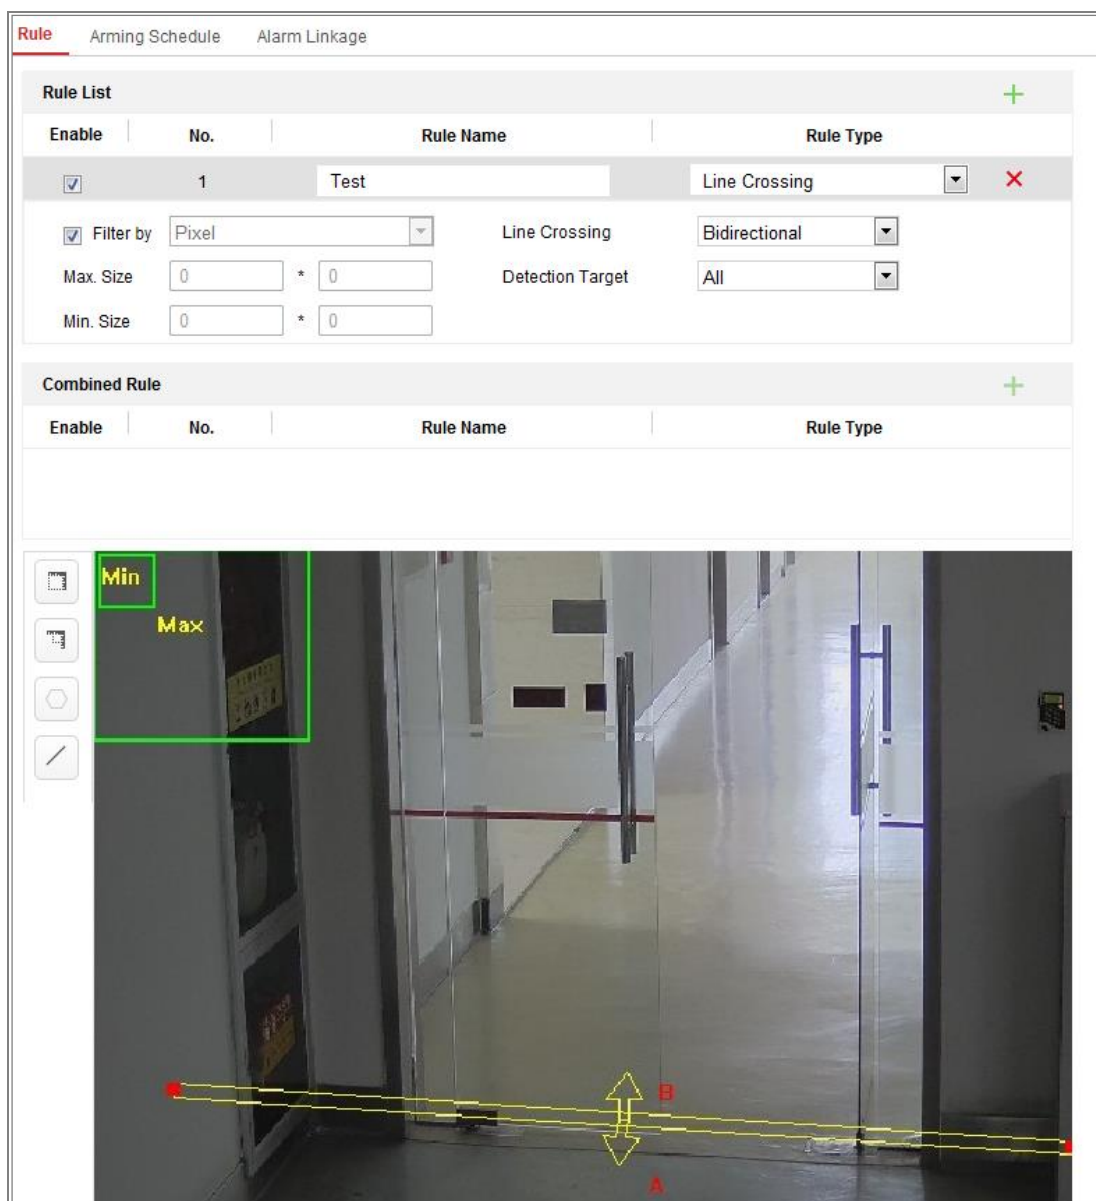 Rule Arming Schedule Alarm Linkage
Rule List
Enable No. Rule Name Rule Type
1 Test Line Crossing
Filter by Pixel Line Crossing Bidirectional
Max. Size 0 * 0 Detection Target All
Min. Size 0 * 0
Combined Rule
Enable No. Rule Name Rule Type
Min
Max
B
A